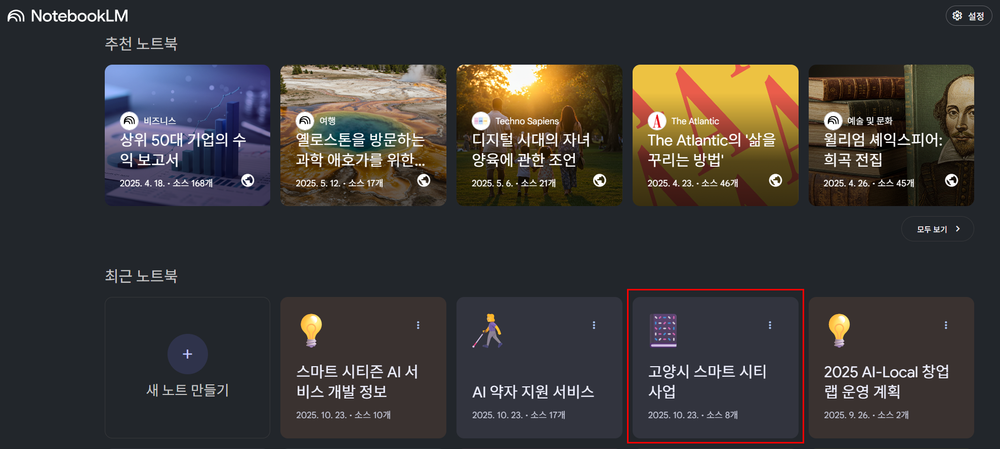 NotebookLM
설정
추천 노트북
비즈니스
상위 50대 기업의 수
익 보고서
2025. 4. 18. • 소스 168개
여행
옐로스톤을 방문하는
과학 애호가를 위한...
2025. 5. 12. • 소스 17개
Techno Sapiens
디지털 시대의 자녀
양육에 관한 조언
2025. 5. 6. • 소스 21개
The Atlantic
The Atlantic의 '삶을
꾸리는 방법'
2025. 4. 23. • 소스 46개
예술 및 문화
윌리엄 셰익스피어:
희곡 전집
2025. 4. 26. • 소스 45개
모두 보기
최근 노트북
새 노트 만들기
스마트 시티즌 AI 서
비스 개발 정보
2025. 10. 23. • 소스 10개
AI 약자 지원 서비스
2025. 10. 23. • 소스 17개
고양시 스마트 시티
사업
2025. 10. 23. • 소스 8개
2025 AI-Local 창업
랩 운영 계획
2025. 9. 26. • 소스 2개